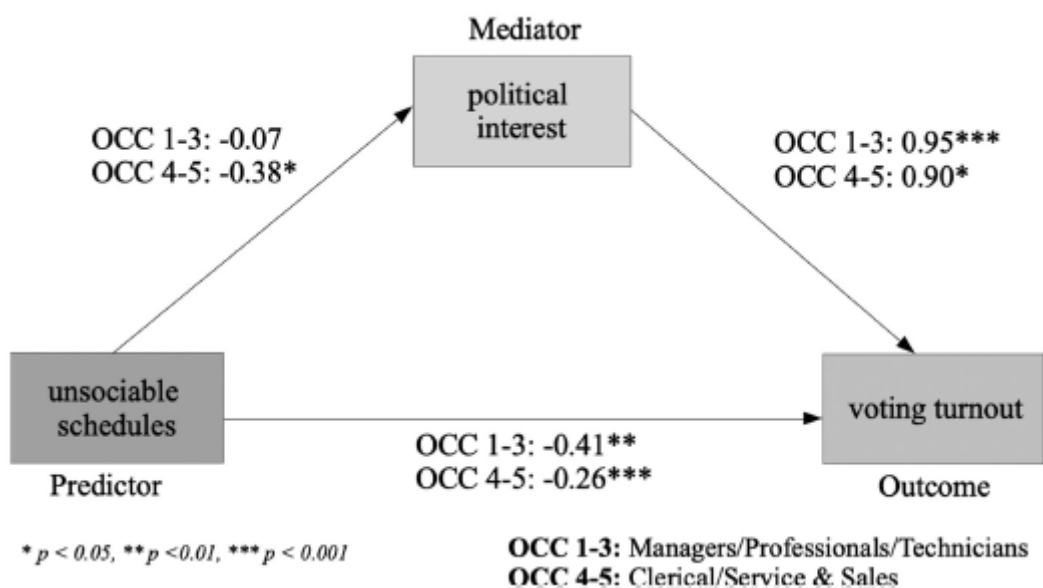 Mediator
political
interest
OCC 1-3: -0.07
OCC 4-5: -0.38*
OCC 1-3: 0.95***
OCC 4-5: 0.90*
unsociable
schedules
voting turnout
OCC 1-3: -0.41**
OCC 4-5: -0.26***
Predictor
Outcome
* p < 0.05, ** p <0.01, *** p < 0.001
OCC 1-3: Managers/Professionals/Technicians
OCC 4-5: Clerical/Service & Sales